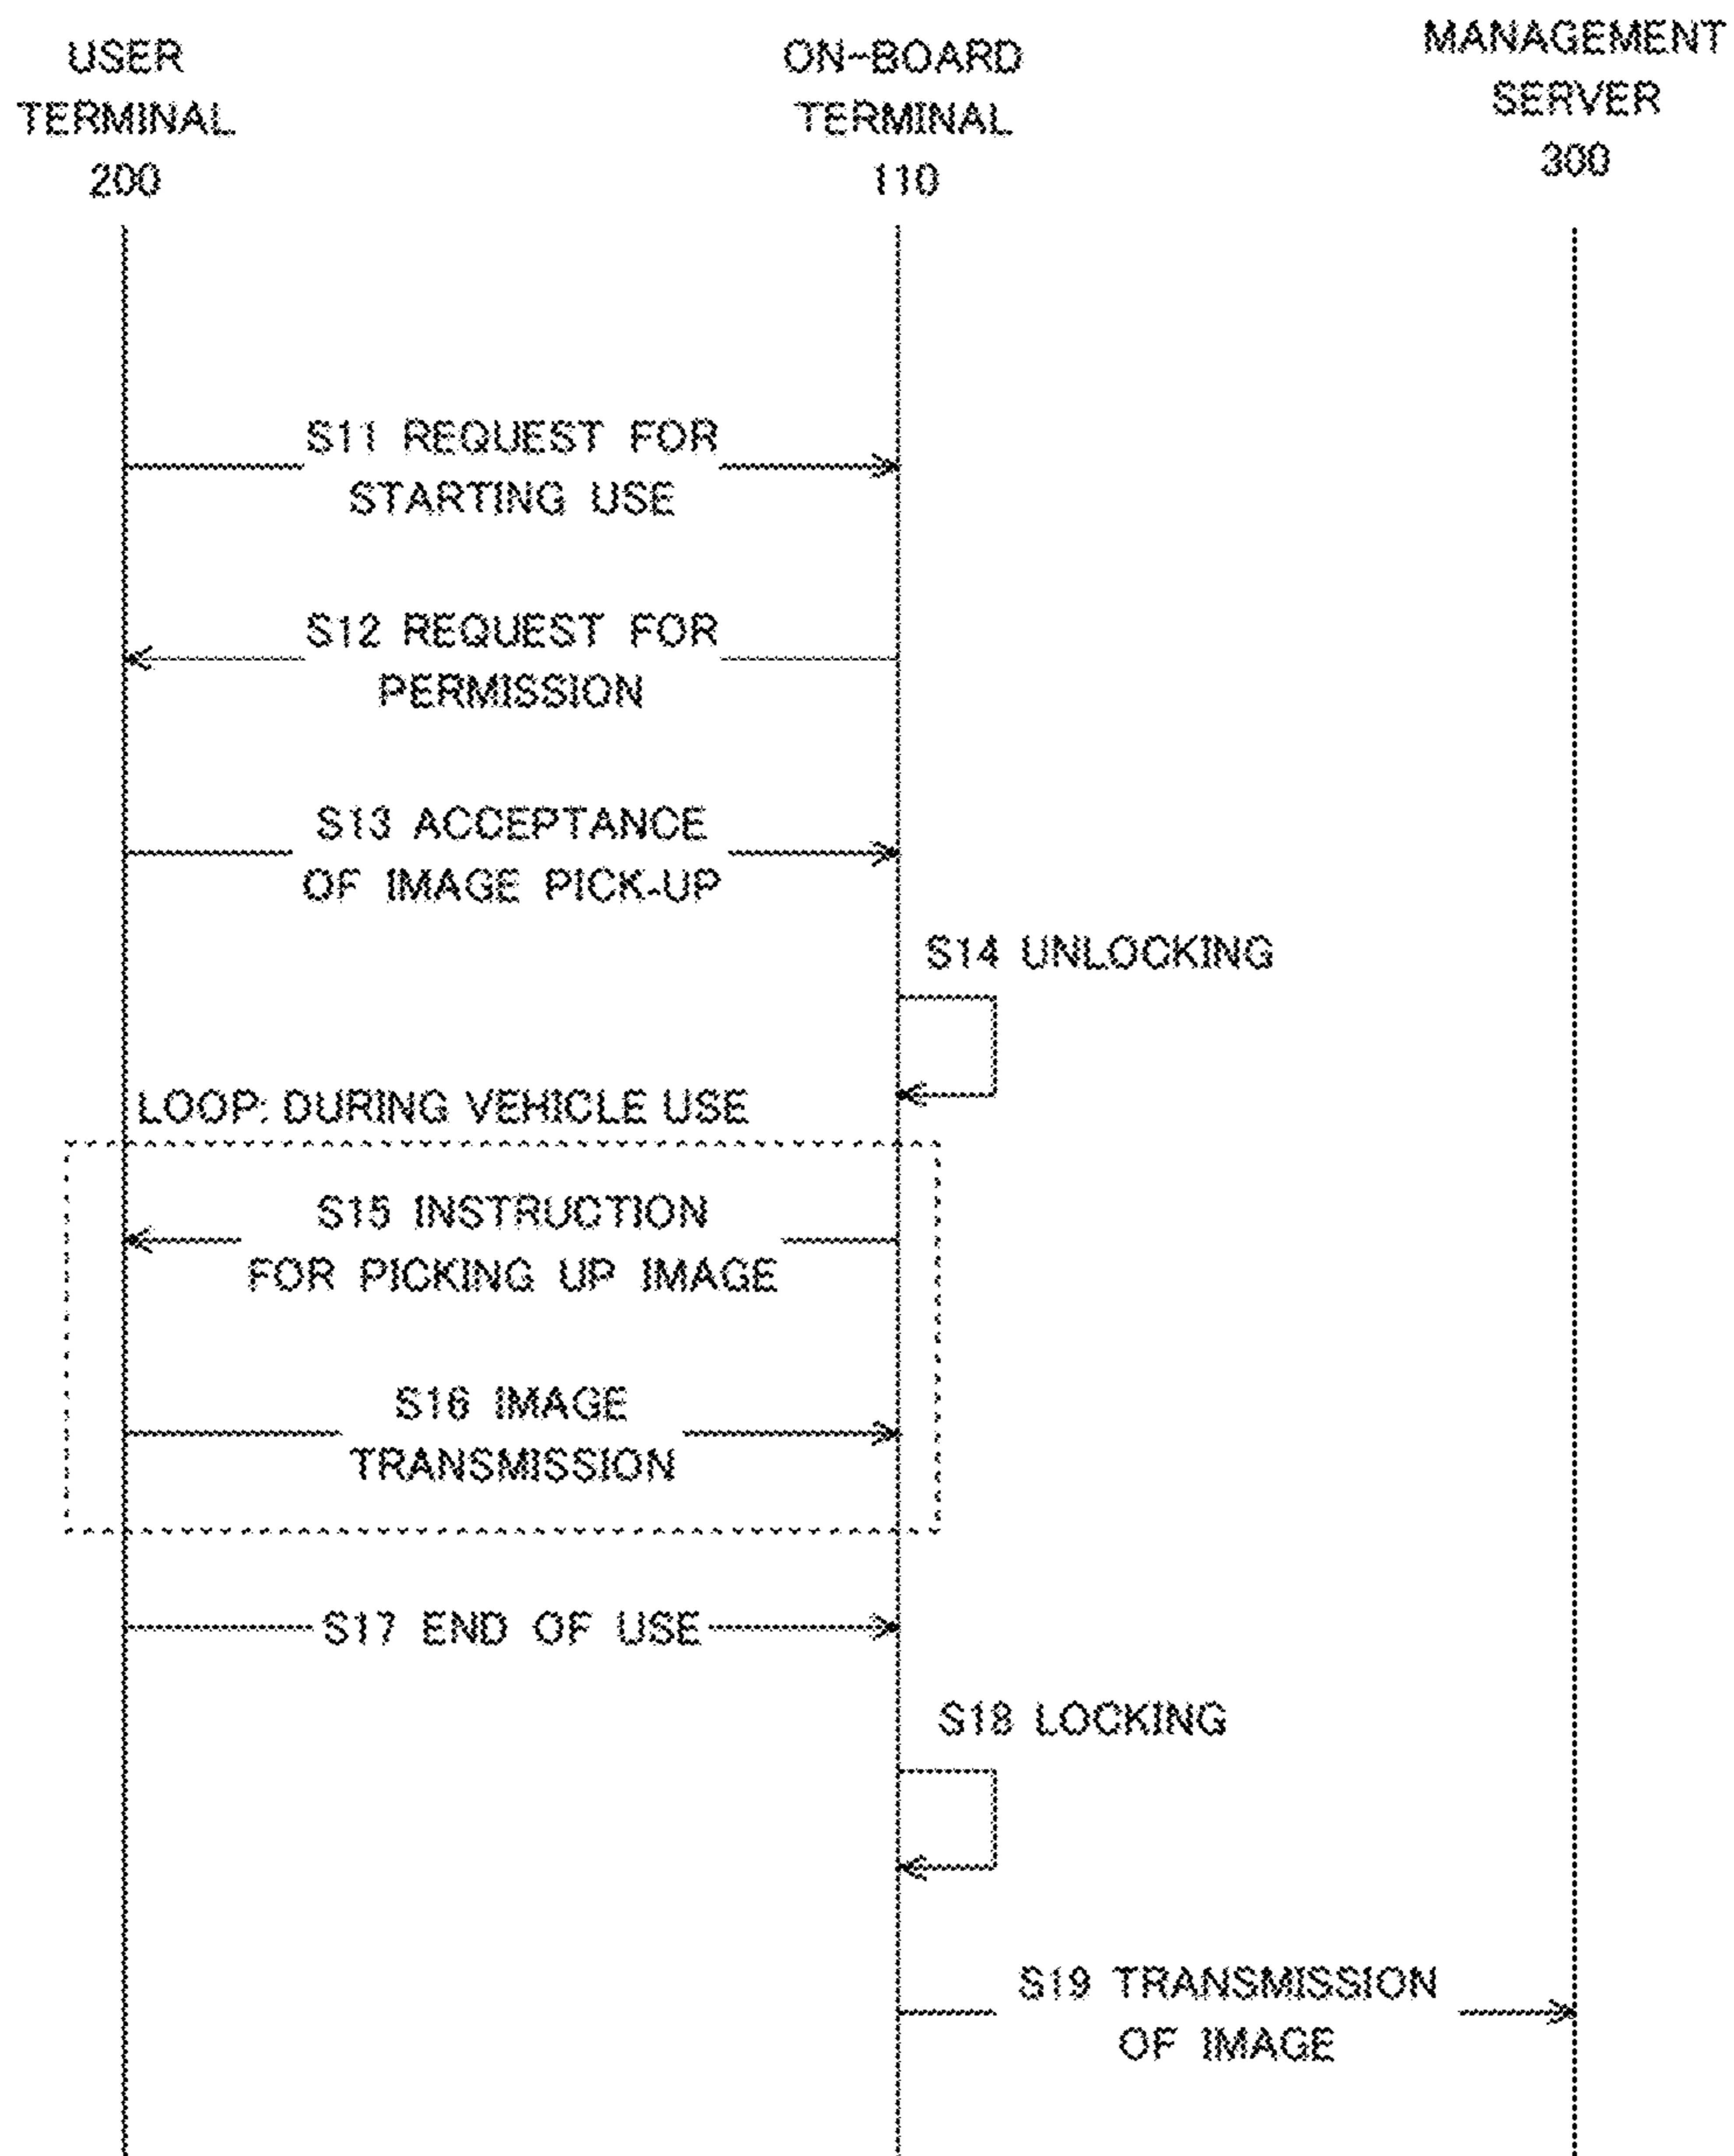 USER
TERMINAL
200
ON-BOARD
TERMINAL
110
MANAGEMENT
SERVER
300
S11 REQUEST FOR
STARTING USE
S12 REQUEST FOR
PERMISSION
S13 ACCEPTANCE
OF IMAGE PICK-UP
S14 UNLOCKING
LOOP: DURING VEHICLE USE
S15 INSTRUCTION
FOR PICKING UP IMAGE
S16 IMAGE
TRANSMISSION
S17 END OF USE
S18 LOCKING
S19 TRANSMISSION
OF IMAGE